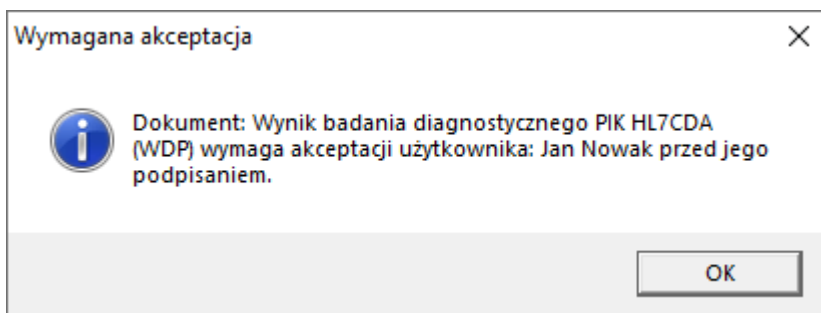 Wymagana akceptacja
Dokument: Wynik badania diagnostycznego PIK HL7CDA
(WDP) wymaga akceptacji użytkownika: Jan Nowak przed jego
podpisaniem.
OK